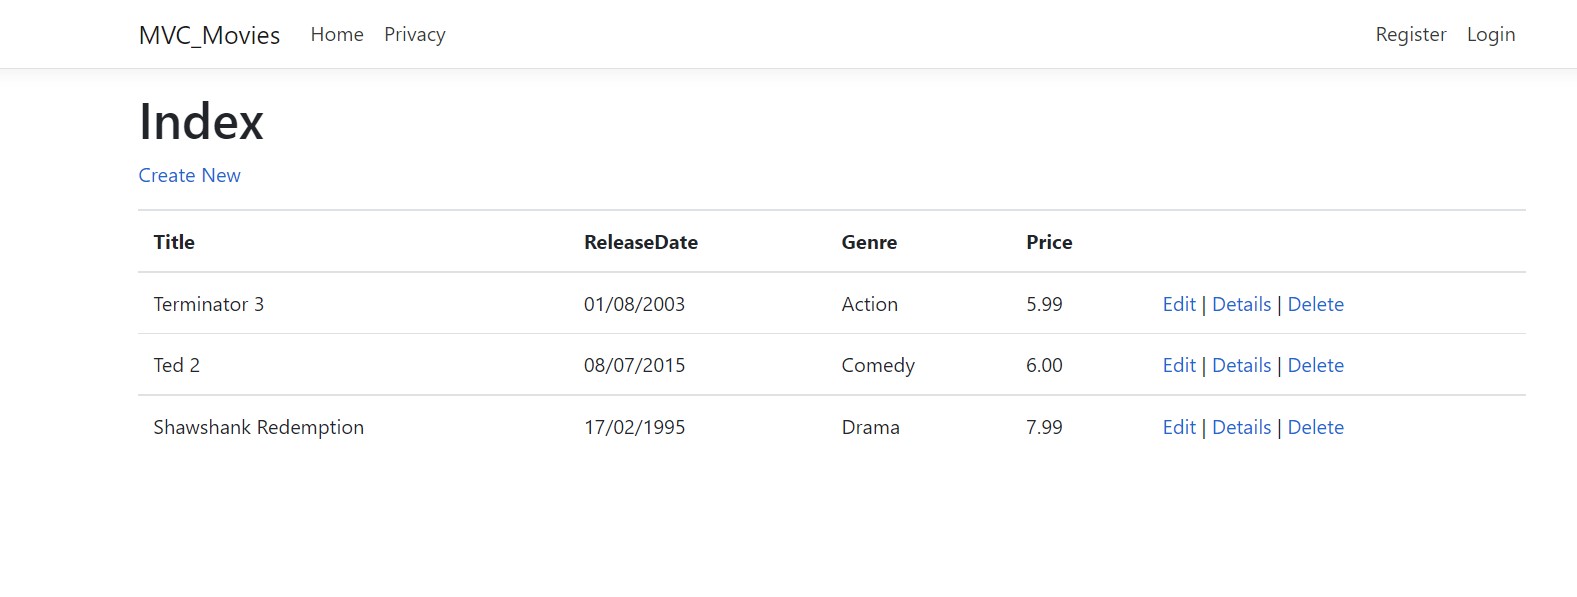 MVC_Movies Home Privacy Register Login
Index
Create New
Title ReleaseDate Genre Price
Terminator 3 01/08/2003 Action 5.99 Edit | Details | Delete
Ted 2 08/07/2015 Comedy 6.00 Edit | Details | Delete
Shawshank Redemption 17/02/1995 Drama 7.99 Edit | Details | Delete